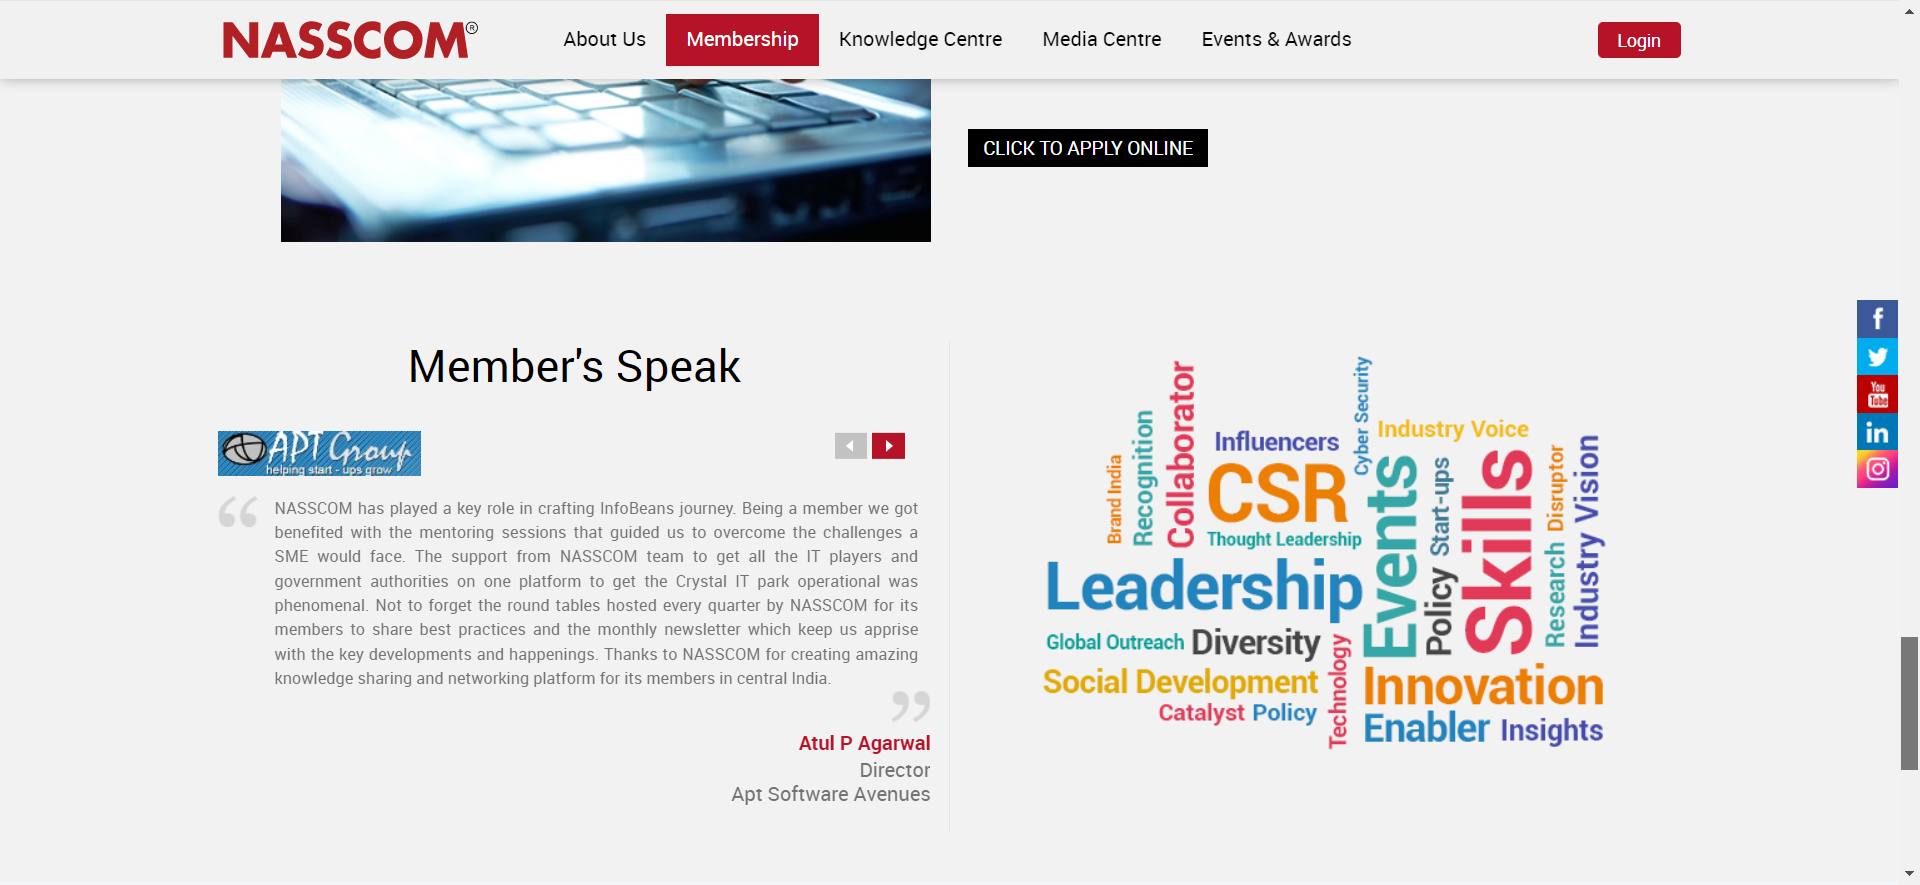 NASSCOM®
About Us
Membership
Knowledge Centre
Media Centre
Events & Awards
Login
CLICK TO APPLY ONLINE
Member's Speak
APT Group
helping start - ups grow
NASSCOM has played a key role in crafting InfoBeans journey. Being a member we got
benefited with the mentoring sessions that guided us to overcome the challenges a
SME would face. The support from NASSCOM team to get all the IT players and
government authorities on one platform to get the Crystal IT park operational was
phenomenal. Not to forget the round tables hosted every quarter by NASSCOM for its
members to share best practices and the monthly newsletter which keep us apprise
with the key developments and happenings. Thanks to NASSCOM for creating amazing
knowledge sharing and networking platform for its members in central India.
Atul P Agarwal
Director
Apt Software Avenues
Brand India
Recognition
Collaborator
Influencers
CSR
Thought Leadership
Cyber Security
Industry Voice
Events
Start-ups
Policy
Skills
Disruptor
Research
Industry Vision
Leadership
Global Outreach
Diversity
Social Development
Catalyst
Policy
Technology
Innovation
Enabler
Insights
f
You
Tube
in